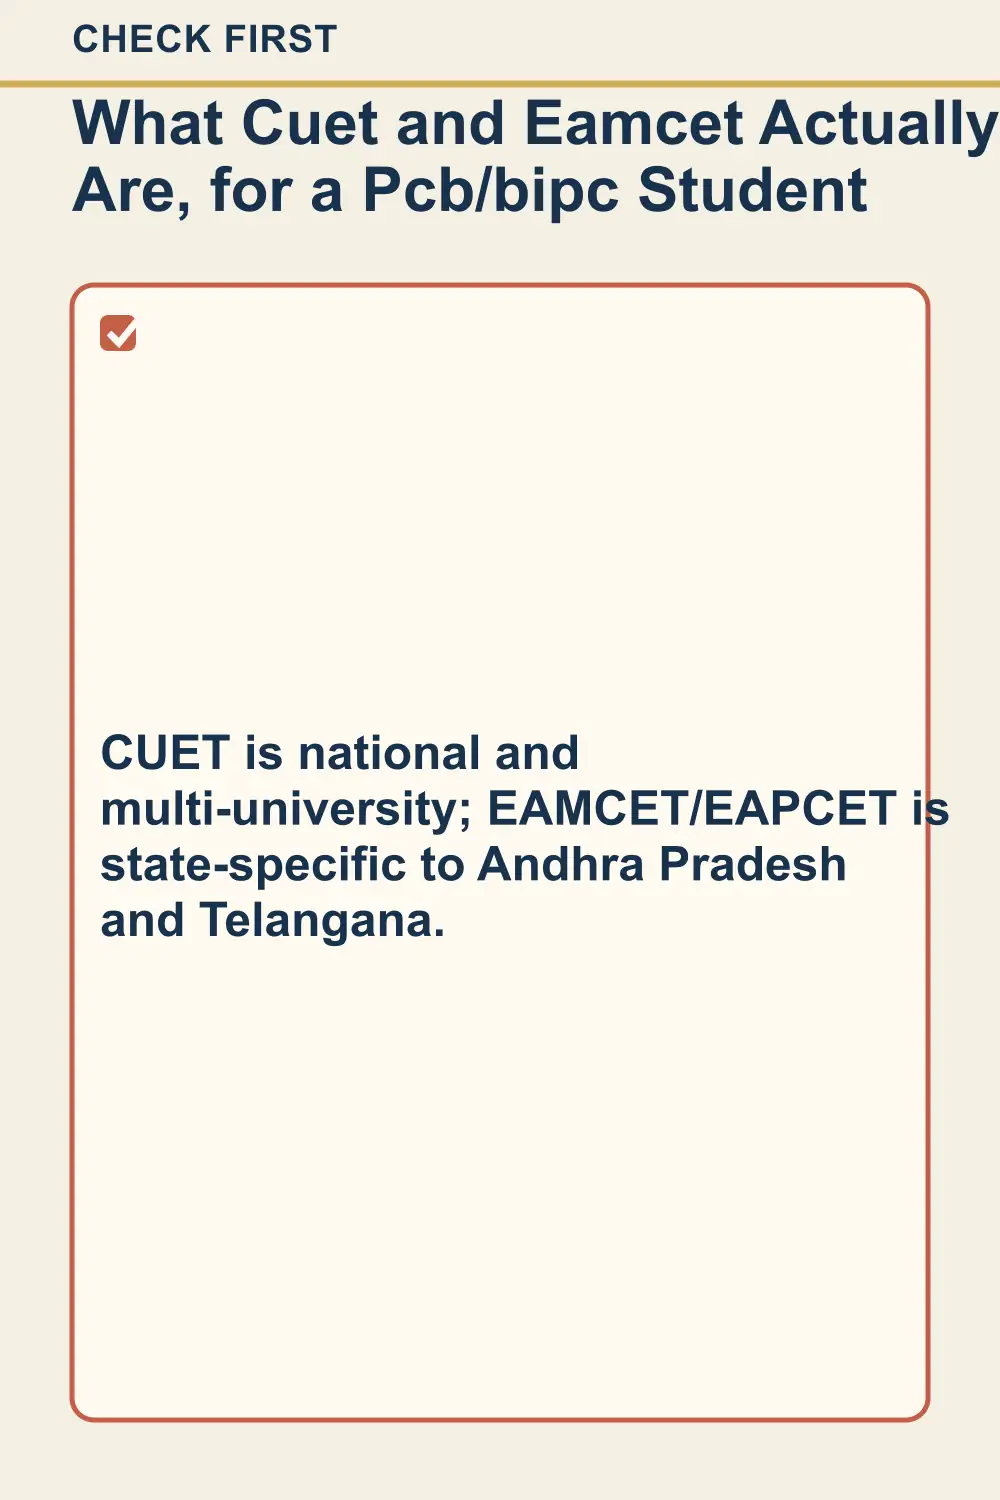 CHECK FIRST
What Cuet and Eamcet Actually
Are, for a Pcb/bipc Student
CUET is national and
multi-university; EAMCET/EAPCET is
state-specific to Andhra Pradesh
and Telangana.